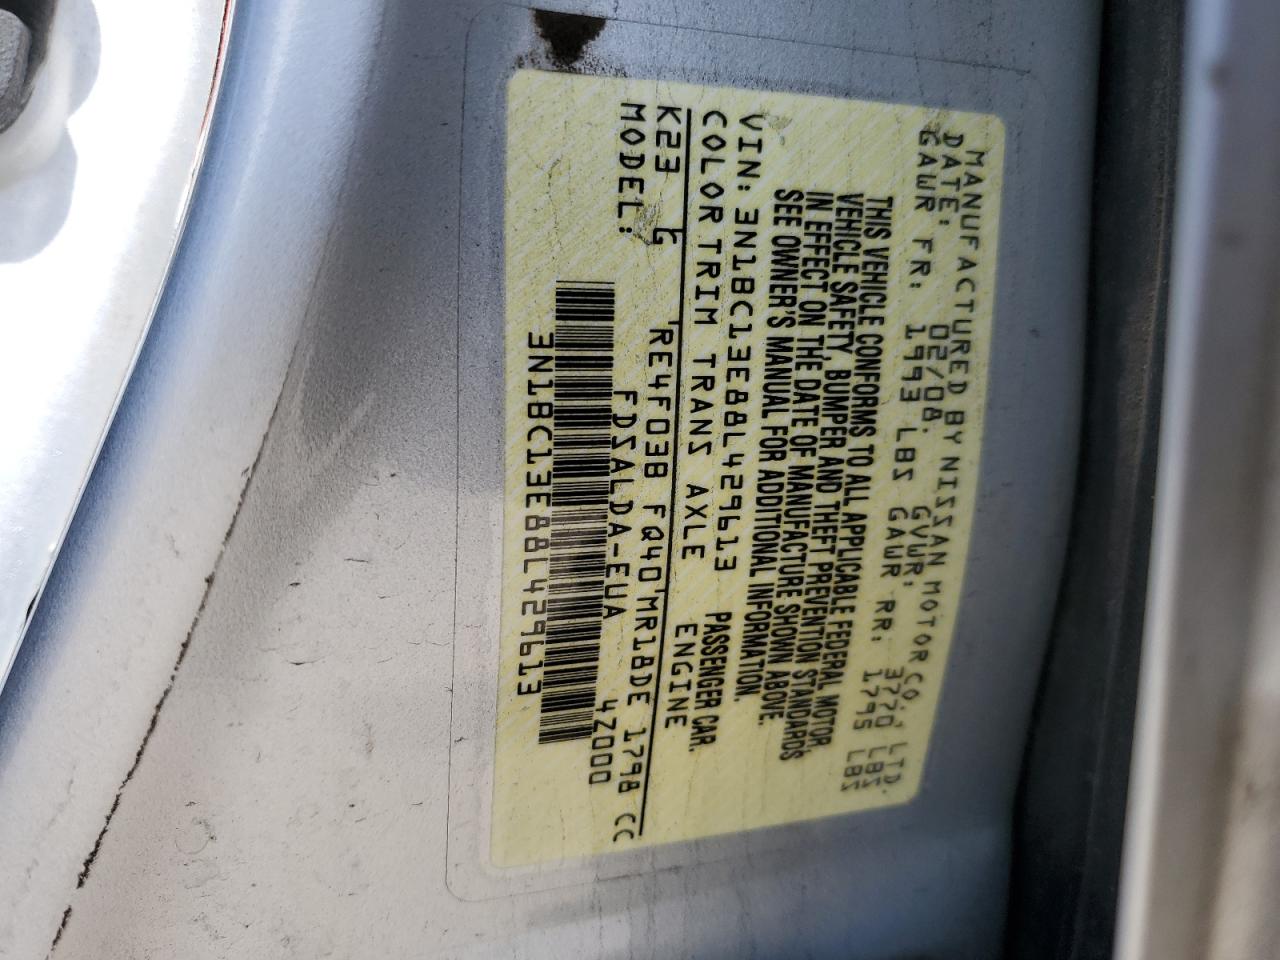 MANUFACTURED BY NISSAN MOTOR CO., LTD.
DATE: 02/08. GVWR: 3770 LBS
GAWR FR: 1993 LBS GAWR RR: 1795 LBS
THIS VEHICLE CONFORMS TO ALL APPLICABLE FEDERAL MOTOR
VEHICLE SAFETY, BUMPER AND THEFT PREVENTION STANDARDS
IN EFFECT ON THE DATE OF MANUFACTURE SHOWN ABOVE.
SEE OWNER'S MANUAL FOR ADDITIONAL INFORMATION.
VIN: 3N1BC13E88L429613 PASSENGER CAR.
COLOR TRIM TRANS AXLE ENGINE
K23 G RE4F03B FQ40 MR18DE 1798 CC
MODEL: FDSALDA-EUA 4Z000
3N1BC13E88L429613